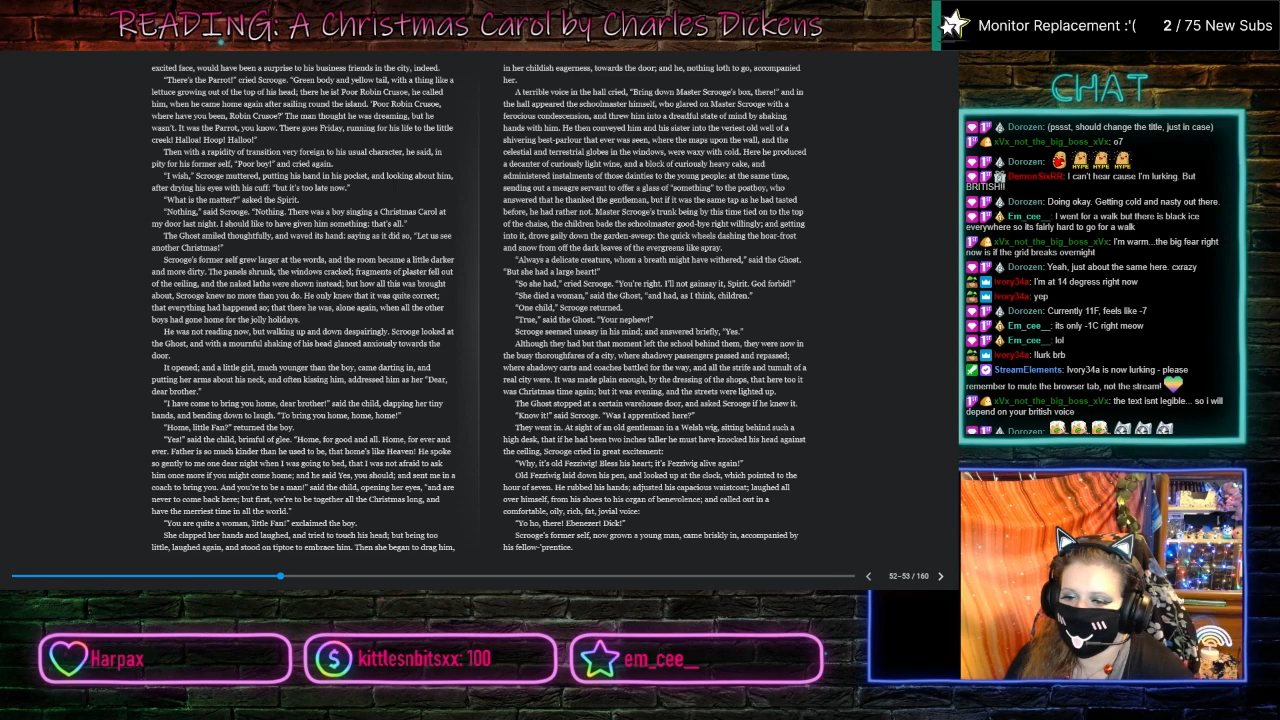 READING: A Christmas Carol by Charles Dickens
Monitor Replacement :'( 2 / 75 New Subs
excited face, would have been a surprise to his business friends in the city, indeed.
"There's the Parrot!" cried Scrooge. "Green body and yellow tail, with a thing like a
lettuce growing out of the top of his head; there he is! Poor Robin Crusoe, he called
him, when he came home again after sailing round the island. 'Poor Robin Crusoe,
where have you been, Robin Crusoe?' The man thought he was dreaming, but he
wasn't. It was the Parrot, you know. There goes Friday, running for his life to the little
creek! Halloa! Hoop! Halloo!"
Then with a rapidity of transition very foreign to his usual character, he said, in
pity for his former self, "Poor boy!" and cried again.
"I wish," Scrooge muttered, putting his hand in his pocket, and looking about him,
after drying his eyes with his cuff: "but it's too late now."
"What is the matter?" asked the Spirit.
"Nothing," said Scrooge. "Nothing. There was a boy singing a Christmas Carol at
my door last night. I should like to have given him something: that's all."
The Ghost smiled thoughtfully, and waved its hand: saying as it did so, "Let us see
another Christmas!"
Scrooge's former self grew larger at the words, and the room became a little darker
and more dirty. The panels shrunk, the windows cracked; fragments of plaster fell out
of the ceiling, and the naked laths were shown instead; but how all this was brought
about, Scrooge knew no more than you do. He only knew that it was quite correct;
that everything had happened so; that there he was, alone again, when all the other
boys had gone home for the jolly holidays.
He was not reading now, but walking up and down despairingly. Scrooge looked at
the Ghost, and with a mournful shaking of his head glanced anxiously towards the
door.
It opened; and a little girl, much younger than the boy, came darting in, and
putting her arms about his neck, and often kissing him, addressed him as her "Dear,
dear brother."
"I have come to bring you home, dear brother!" said the child, clapping her tiny
hands, and bending down to laugh. "To bring you home, home, home!"
"Home, little Fan?" returned the boy.
"Yes!" said the child, brimful of glee. "Home, for good and all. Home, for ever and
ever. Father is so much kinder than he used to be, that home's like Heaven! He spoke
so gently to me one dear night when I was going to bed, that I was not afraid to ask
him once more if you might come home; and he said Yes, you should; and sent me in a
coach to bring you. And you're to be a man!" said the child, opening her eyes, "and are
never to come back here; but first, we're to be together all the Christmas long, and
have the merriest time in all the world."
"You are quite a woman, little Fan!" exclaimed the boy.
She clapped her hands and laughed, and tried to touch his head; but being too
little, laughed again, and stood on tiptoe to embrace him. Then she began to drag him,
in her childish eagerness, towards the door; and he, nothing loth to go, accompanied
her.
A terrible voice in the hall cried, "Bring down Master Scrooge's box, there!" and in
the hall appeared the schoolmaster himself, who glared on Master Scrooge with a
ferocious condescension, and threw him into a dreadful state of mind by shaking
hands with him. He then conveyed him and his sister into the veriest old well of a
shivering best-parlour that ever was seen, where the maps upon the wall, and the
celestial and terrestrial globes in the windows, were waxy with cold. Here he produced
a decanter of curiously light wine, and a block of curiously heavy cake, and
administered instalments of those dainties to the young people: at the same time,
sending out a meagre servant to offer a glass of "something" to the postboy, who
answered that he thanked the gentleman, but if it was the same tap as he had tasted
before, he had rather not. Master Scrooge's trunk being by this time tied on to the top
of the chaise, the children bade the schoolmaster good-bye right willingly; and getting
into it, drove gaily down the garden-sweep: the quick wheels dashing the hoar-frost
and snow from off the dark leaves of the evergreens like spray.
"Always a delicate creature, whom a breath might have withered," said the Ghost.
"But she had a large heart!"
"So she had," cried Scrooge. "You're right. I'll not gainsay it, Spirit. God forbid!"
"She died a woman," said the Ghost, "and had, as I think, children."
"One child," Scrooge returned.
"True," said the Ghost. "Your nephew!"
Scrooge seemed uneasy in his mind; and answered briefly, "Yes."
Although they had but that moment left the school behind them, they were now in
the busy thoroughfares of a city, where shadowy passengers passed and repassed;
where shadowy carts and coaches battled for the way, and all the strife and tumult of a
real city were. It was made plain enough, by the dressing of the shops, that here too it
was Christmas time again; but it was evening, and the streets were lighted up.
The Ghost stopped at a certain warehouse door, and asked Scrooge if he knew it.
"Know it!" said Scrooge. "Was I apprenticed here?"
They went in. At sight of an old gentleman in a Welsh wig, sitting behind such a
high desk, that if he had been two inches taller he must have knocked his head against
the ceiling, Scrooge cried in great excitement:
"Why, it's old Fezziwig! Bless his heart; it's Fezziwig alive again!"
Old Fezziwig laid down his pen, and looked up at the clock, which pointed to the
hour of seven. He rubbed his hands; adjusted his capacious waistcoat; laughed all
over himself, from his shoes to his organ of benevolence; and called out in a
comfortable, oily, rich, fat, jovial voice:
"Yo ho, there! Ebenezer! Dick!"
Scrooge's former self, now grown a young man, came briskly in, accompanied by
his fellow-'prentice.
52–53 / 160
CHAT
Dorozen: (pssst, should change the title, just in case)
xVx_not_the_big_boss_xVx: o7
Dorozen: HYPE HYPE HYPE
DemonSixRR: I can't hear cause I'm lurking. But
BRITISH!!
Dorozen: Doing okay. Getting cold and nasty out there.
Em_cee__: I went for a walk but there is black ice
everywhere so its fairly hard to go for a walk
xVx_not_the_big_boss_xVx: I'm warm...the big fear right
now is if the grid breaks overnight
Dorozen: Yeah, just about the same here. cxrazy
Ivory34a: I'm at 14 degress right now
Ivory34a: yep
Dorozen: Currently 11F, feels like -7
Em_cee__: its only -1C right meow
Em_cee__: lol
Ivory34a: !lurk brb
StreamElements: Ivory34a is now lurking - please
remember to mute the browser tab, not the stream!
xVx_not_the_big_boss_xVx: the text isnt legible... so i will
depend on your british voice
Dorozen:
Harpax
$ kittlesnbitsxx: 100
em_cee__